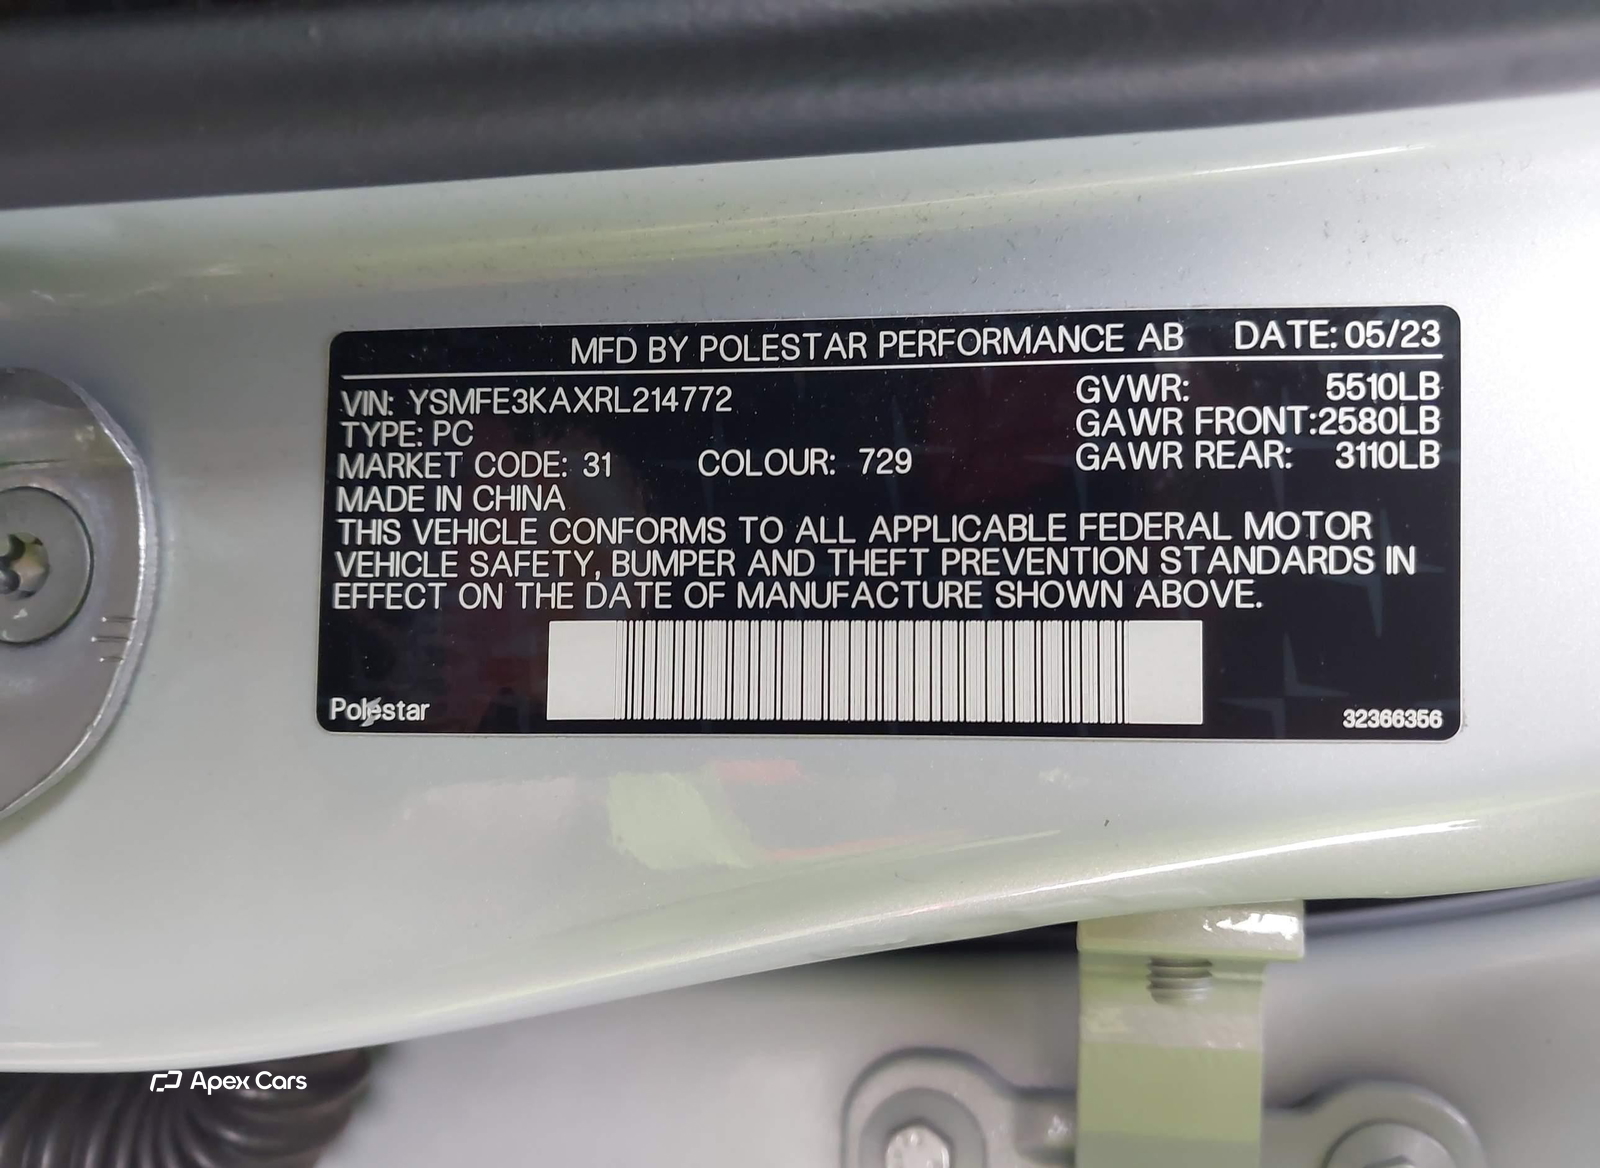 MFD BY POLESTAR PERFORMANCE AB DATE: 05/23
VIN: YSMFE3KAXRL214772 GVWR: 5510LB
TYPE: PC GAWR FRONT:2580LB
MARKET CODE: 31 COLOUR: 729 GAWR REAR: 3110LB
MADE IN CHINA
THIS VEHICLE CONFORMS TO ALL APPLICABLE FEDERAL MOTOR
VEHICLE SAFETY, BUMPER AND THEFT PREVENTION STANDARDS IN
EFFECT ON THE DATE OF MANUFACTURE SHOWN ABOVE.
Polestar 32366356
Apex Cars